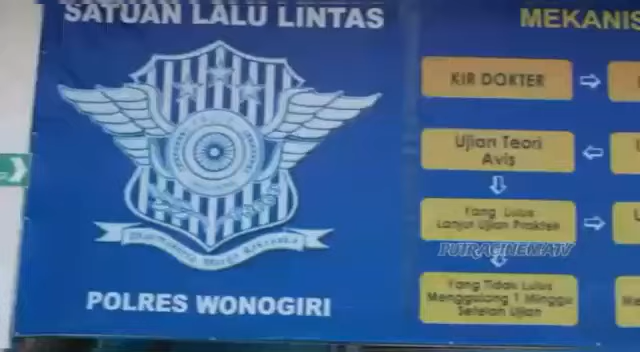 SATUAN LALU LINTAS
POLRES WONOGIRI
MEKANIS
KIR DOKTER
Ujian Teori
Avis
Yang Lulus
Lanjut Ujian Praktek
PUTRACINEMATV
Yang Tidak Lulus
Mengulang 1 Minggu
Setelah Ujian